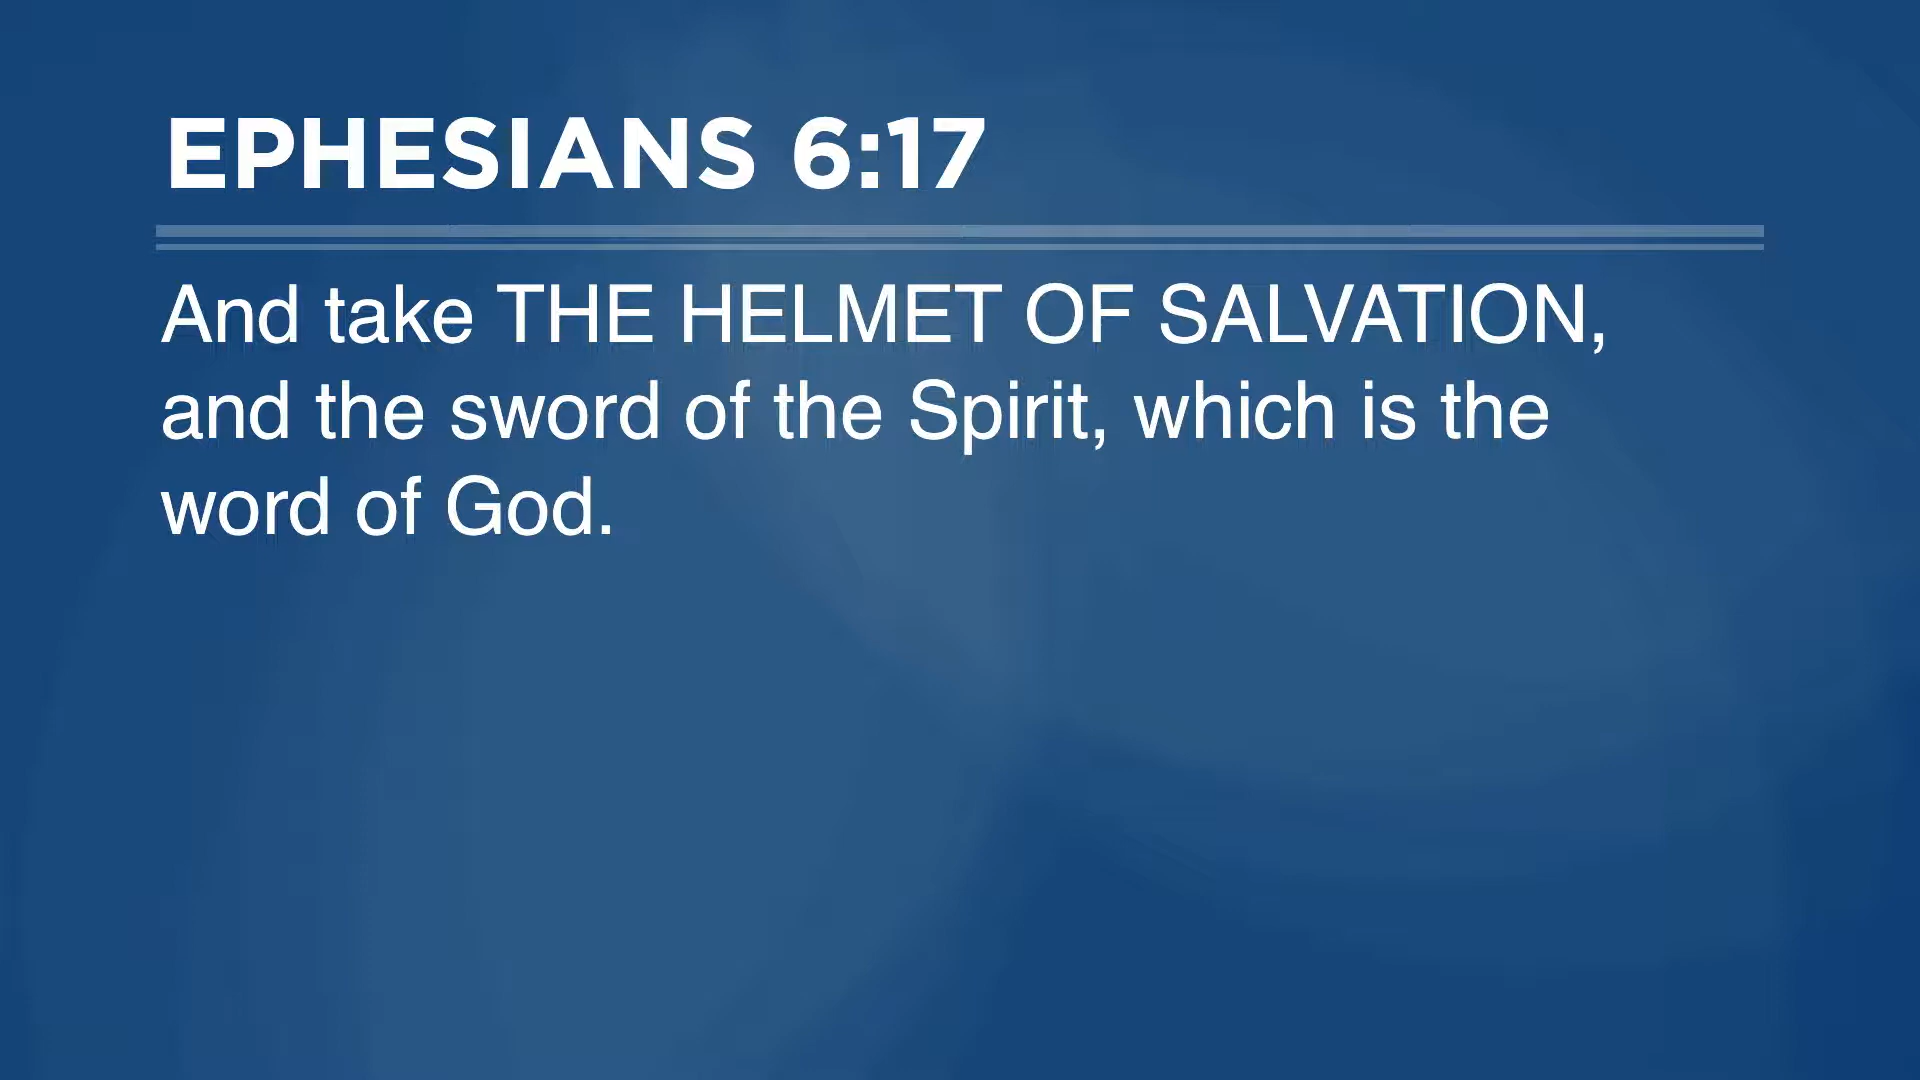 EPHESIANS 6:17
And take THE HELMET OF SALVATION,
and the sword of the Spirit, which is the
word of God.